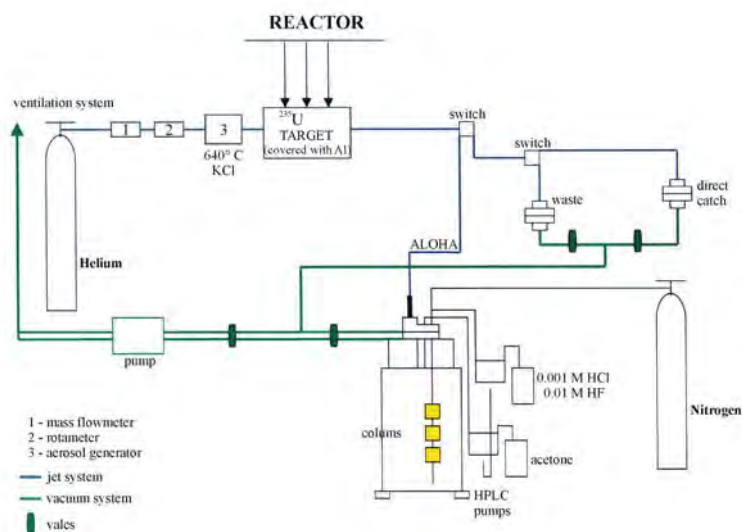 REACTOR
ventilation system
235U
TARGET
(covered with Al)
1
2
3
640° C
KCl
switch
switch
waste
direct
catch
Helium
ALOHA
pump
0.001 M HCl
0.01 M HF
Nitrogen
colums
acetone
HPLC
pumps
1 - mass flowmeter
2 - rotameter
3 - aerosol generator
jet system
vacuum system
vales